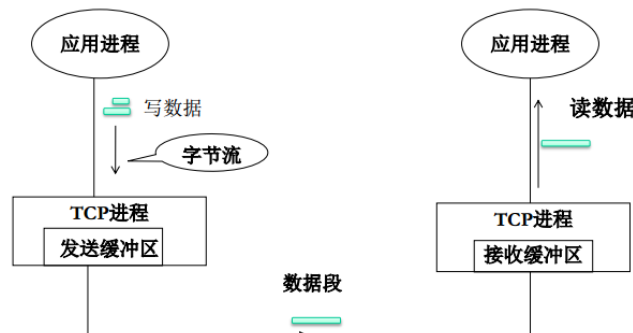 应用进程
应用进程
写数据
读数据
字节流
TCP进程
发送缓冲区
TCP进程
接收缓冲区
数据段